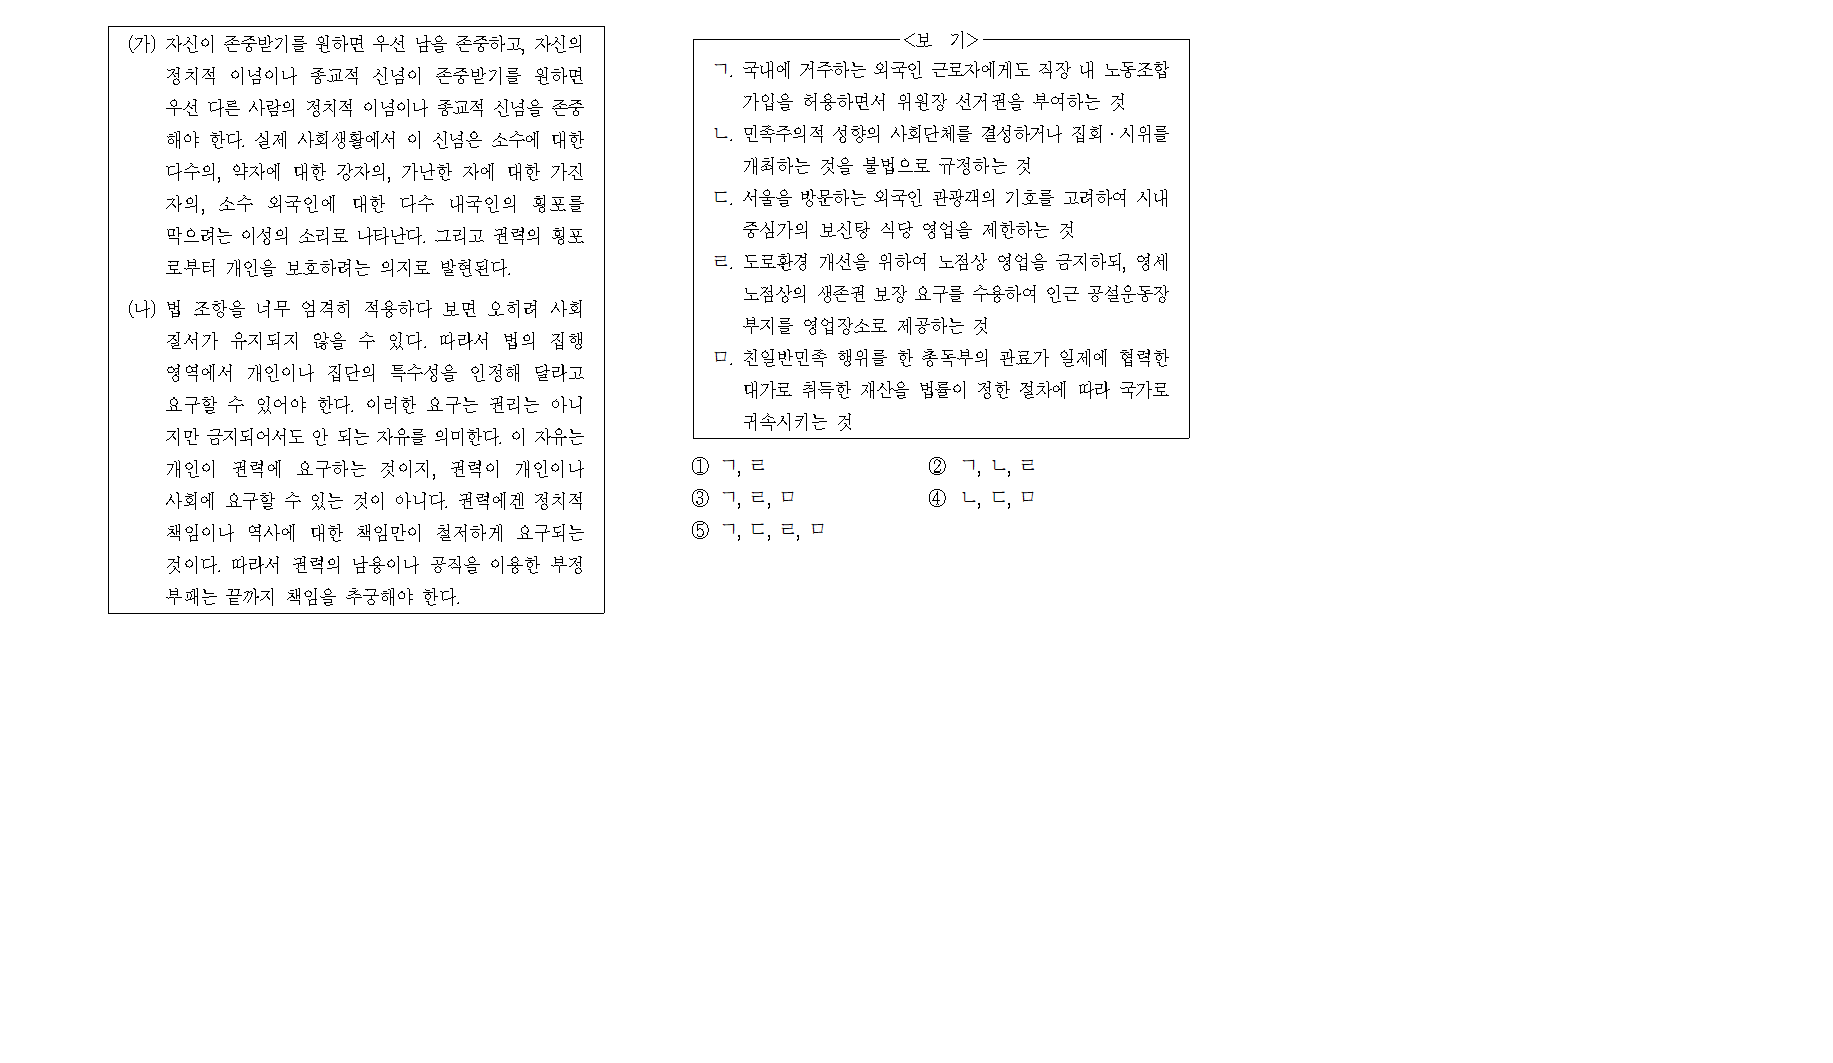 (가) 자신이 존중받기를 원하면 우선 남을 존중하고, 자신의
정치적 이념이나 종교적 신념이 존중받기를 원하면
우선 다른 사람의 정치적 이념이나 종교적 신념을 존중
해야 한다. 실제 사회생활에서 이 신념은 소수에 대한
다수의, 약자에 대한 강자의, 가난한 자에 대한 가진
자의, 소수 외국인에 대한 다수 내국인의 횡포를
막으려는 이성의 소리로 나타난다. 그리고 권력의 횡포
로부터 개인을 보호하려는 의지로 발현된다.
(나) 법 조항을 너무 엄격히 적용하다 보면 오히려 사회
질서가 유지되지 않을 수 있다. 따라서 법의 집행
영역에서 개인이나 집단의 특수성을 인정해 달라고
요구할 수 있어야 한다. 이러한 요구는 권리는 아니
지만 금지되어서도 안 되는 자유를 의미한다. 이 자유는
개인이 권력에 요구하는 것이지, 권력이 개인이나
사회에 요구할 수 있는 것이 아니다. 권력에겐 정치적
책임이나 역사에 대한 책임만이 철저하게 요구되는
것이다. 따라서 권력의 남용이나 공직을 이용한 부정
부패는 끝까지 책임을 추궁해야 한다.
<보 기>
ㄱ. 국내에 거주하는 외국인 근로자에게도 직장 내 노동조합
가입을 허용하면서 위원장 선거권을 부여하는 것
ㄴ. 민족주의적 성향의 사회단체를 결성하거나 집회·시위를
개최하는 것을 불법으로 규정하는 것
ㄷ. 서울을 방문하는 외국인 관광객의 기호를 고려하여 시내
중심가의 보신탕 식당 영업을 제한하는 것
ㄹ. 도로환경 개선을 위하여 노점상 영업을 금지하되, 영세
노점상의 생존권 보장 요구를 수용하여 인근 공설운동장
부지를 영업장소로 제공하는 것
ㅁ. 친일반민족 행위를 한 총독부의 관료가 일제에 협력한
대가로 취득한 재산을 법률이 정한 절차에 따라 국가로
귀속시키는 것
① ㄱ, ㄹ ② ㄱ, ㄴ, ㄹ
③ ㄱ, ㄹ, ㅁ ④ ㄴ, ㄷ, ㅁ
⑤ ㄱ, ㄷ, ㄹ, ㅁ